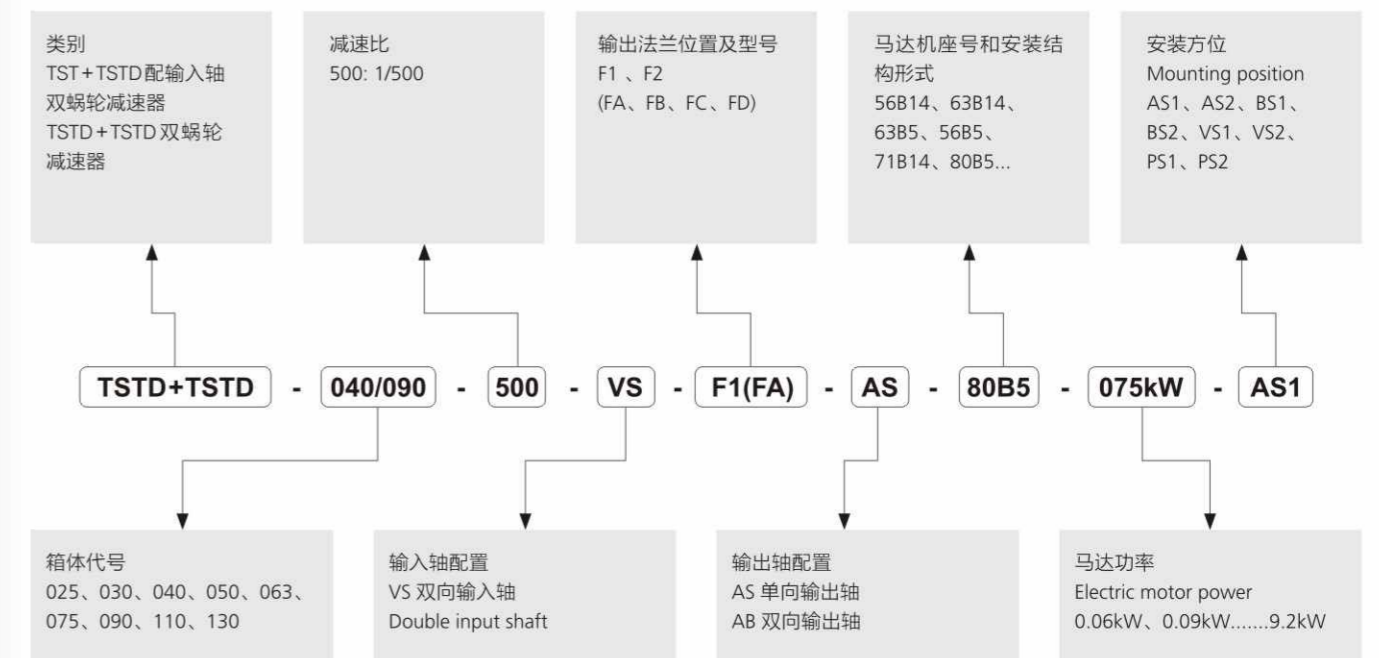 类别
TST+TSTD配输入轴
双蜗轮减速器
TSTD+TSTD 双蜗轮
减速器
减速比
500: 1/500
输出法兰位置及型号
F1 、F2
(FA、FB、FC、FD)
马达机座号和安装结
构形式
56B14、63B14、
63B5、56B5、
71B14、80B5...
安装方位
Mounting position
AS1、AS2、BS1、
BS2、VS1、VS2、
PS1、PS2
TSTD+TSTD - 040/090 - 500 - VS - F1(FA) - AS - 80B5 - 075kW - AS1
箱体代号
025、030、040、050、063、
075、090、110、130
输入轴配置
VS 双向输入轴
Double input shaft
输出轴配置
AS 单向输出轴
AB 双向输出轴
马达功率
Electric motor power
0.06kW、0.09kW.......9.2kW